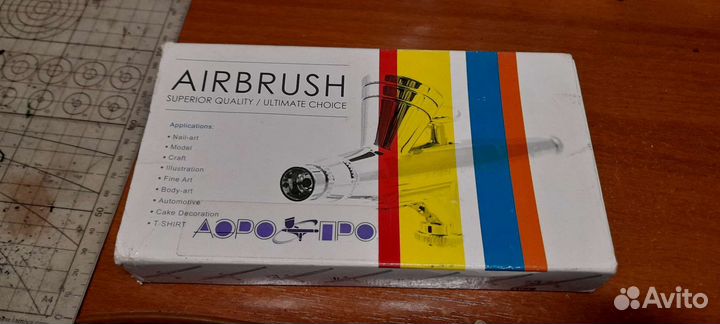 AIRBRUSH
SUPERIOR QUALITY / ULTIMATE CHOICE
Applications:
• Nail-art
• Model
• Craft
• Illustration
• Fine Art
• Body-art
• Automotive
• Cake Decoration
• T-SHIRT
АЭРО ПРО
A4
Avito